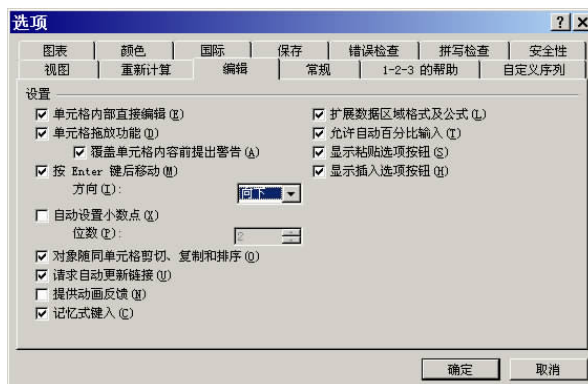 选项
图表 颜色 国际 保存 错误检查 拼写检查 安全性
视图 重新计算 编辑 常规 1-2-3 的帮助 自定义序列
设置
单元格内部直接编辑(E)
单元格拖放功能(D)
覆盖单元格内容前提出警告(A)
按 Enter 键后移动(M)
方向(I): 向下
自动设置小数点(X)
位数(P): 2
对象随同单元格剪切、复制和排序(O)
请求自动更新链接(U)
提供动画反馈(N)
记忆式键入(C)
扩展数据区域格式及公式(L)
允许自动百分比输入(T)
显示粘贴选项按钮(S)
显示插入选项按钮(H)
确定 取消